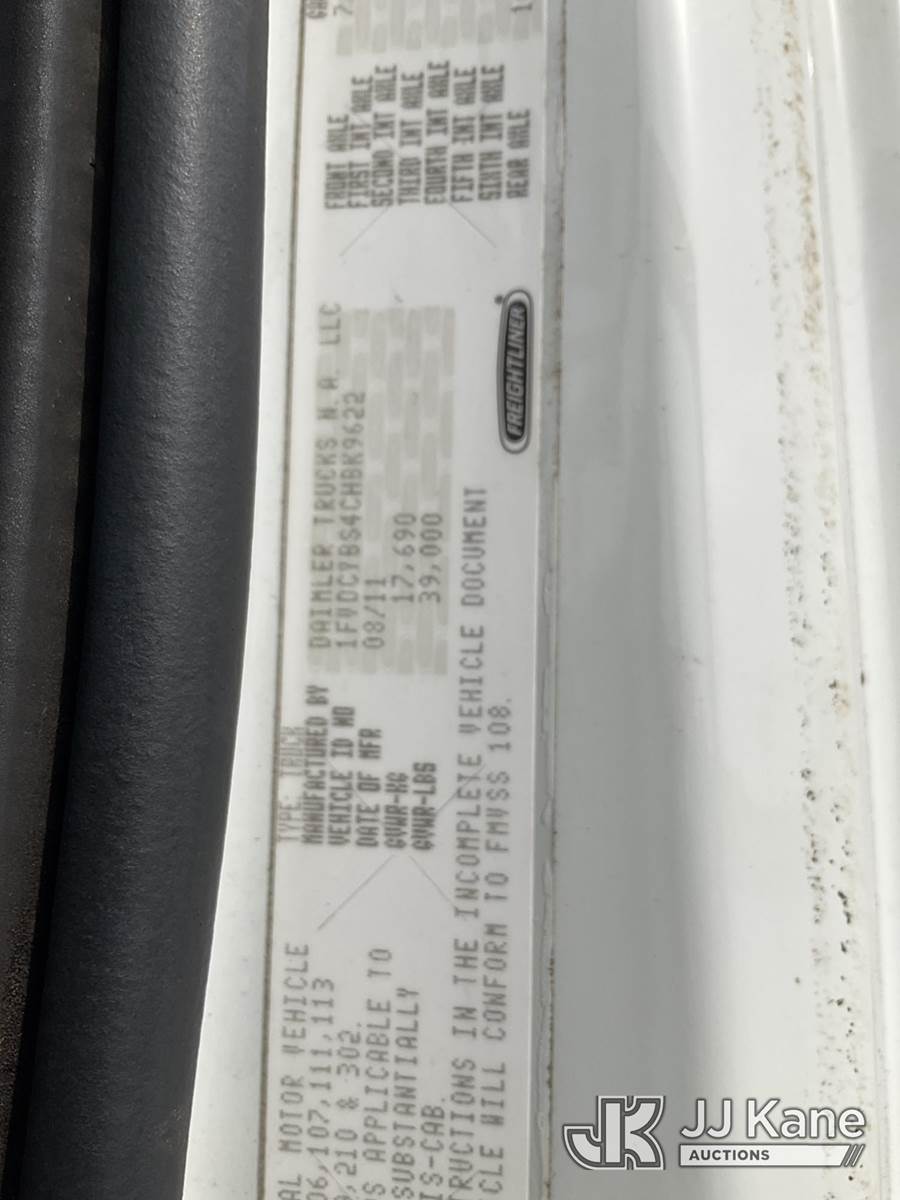 AL MOTOR VEHICLE
06,107,111,113
,210 & 302.
S APPLICABLE TO
SUBSTANTIALLY
IS-CAB.
TRUCTIONS IN THE INCOMPLETE VEHICLE DOCUMENT
CLE WILL CONFORM TO FMVSS 108.
TYPE: TRUCK
MANUFACTURED BY DAIMLER TRUCKS N.A. LLC
VEHICLE ID NO 1FVDCYBS4CHBK9622
DATE OF MFR 08/11
GVWR-KG 17,690
GVWR-LBS 39,000
FREIGHTLINER
FRONT AXLE
FIRST INT AXLE
SECOND INT AXLE
THIRD INT AXLE
FOURTH INT AXLE
FIFTH INT AXLE
SIXTH INT AXLE
REAR AXLE
JK JJ Kane
AUCTIONS